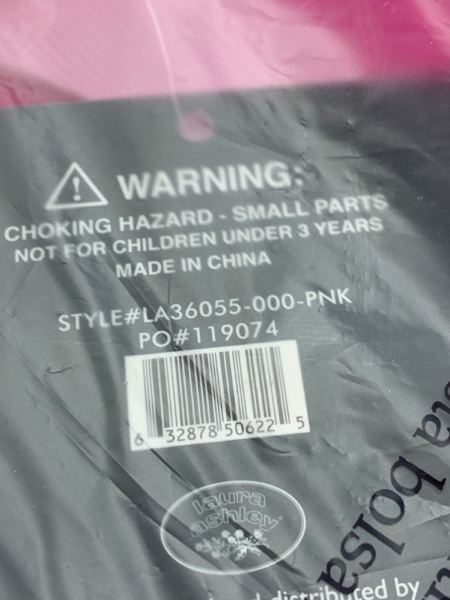 WARNING:
CHOKING HAZARD - SMALL PARTS
NOT FOR CHILDREN UNDER 3 YEARS
MADE IN CHINA
STYLE#LA36055-000-PNK
PO#119074
6 32878 50622 5
laura
ashley
bolsa
distributed by